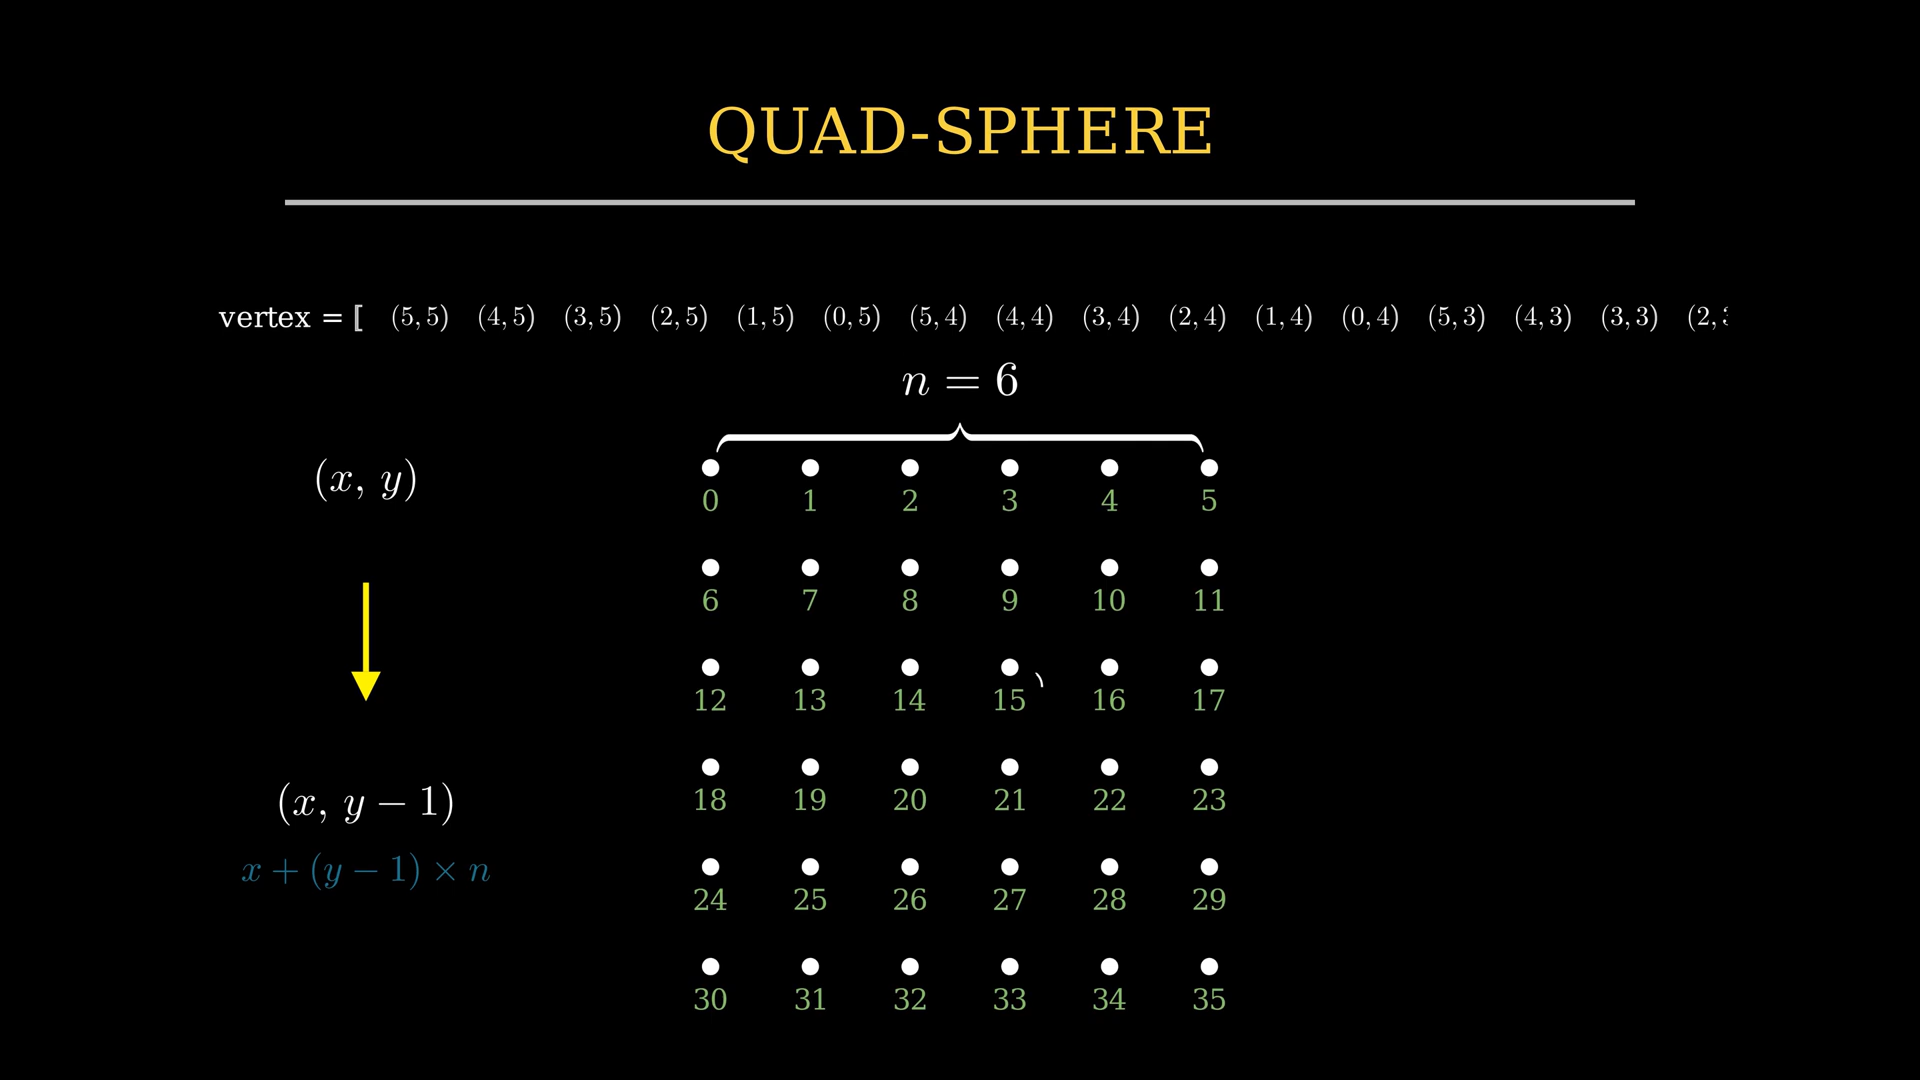 QUAD-SPHERE
vertex = [ (5, 5) (4, 5) (3, 5) (2, 5) (1, 5) (0, 5) (5, 4) (4, 4) (3, 4) (2, 4) (1, 4) (0, 4) (5, 3) (4, 3) (3, 3) (2,
n = 6
(x, y)
0 1 2 3 4 5
6 7 8 9 10 11
12 13 14 15 16 17
(x, y − 1)
18 19 20 21 22 23
x + (y − 1) × n
24 25 26 27 28 29
30 31 32 33 34 35